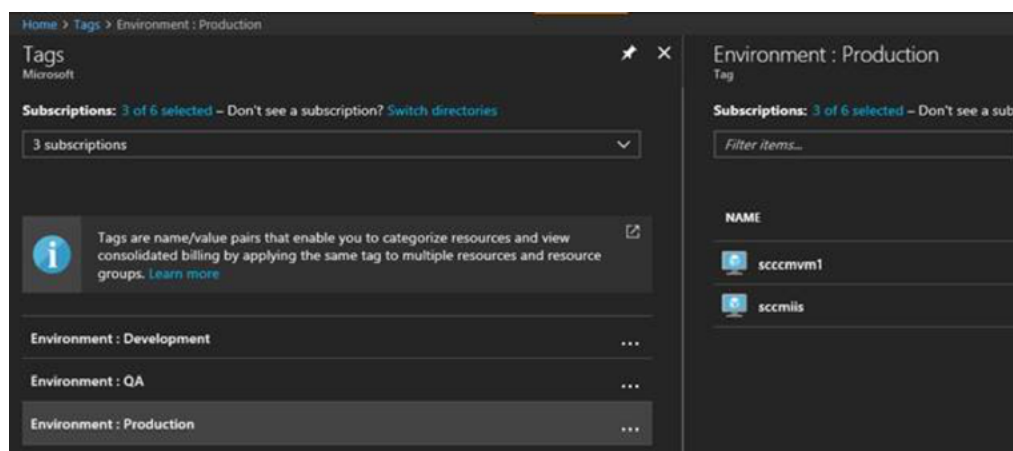 Home > Tags > Environment : Production
Tags
Microsoft
Subscriptions: 3 of 6 selected – Don't see a subscription? Switch directories
3 subscriptions
Tags are name/value pairs that enable you to categorize resources and view
consolidated billing by applying the same tag to multiple resources and resource
groups. Learn more
Environment : Development
...
Environment : QA
...
Environment : Production
...
Environment : Production
Tag
Subscriptions: 3 of 6 selected – Don't see a sub
Filter items...
NAME
scccmvm1
sccmiis